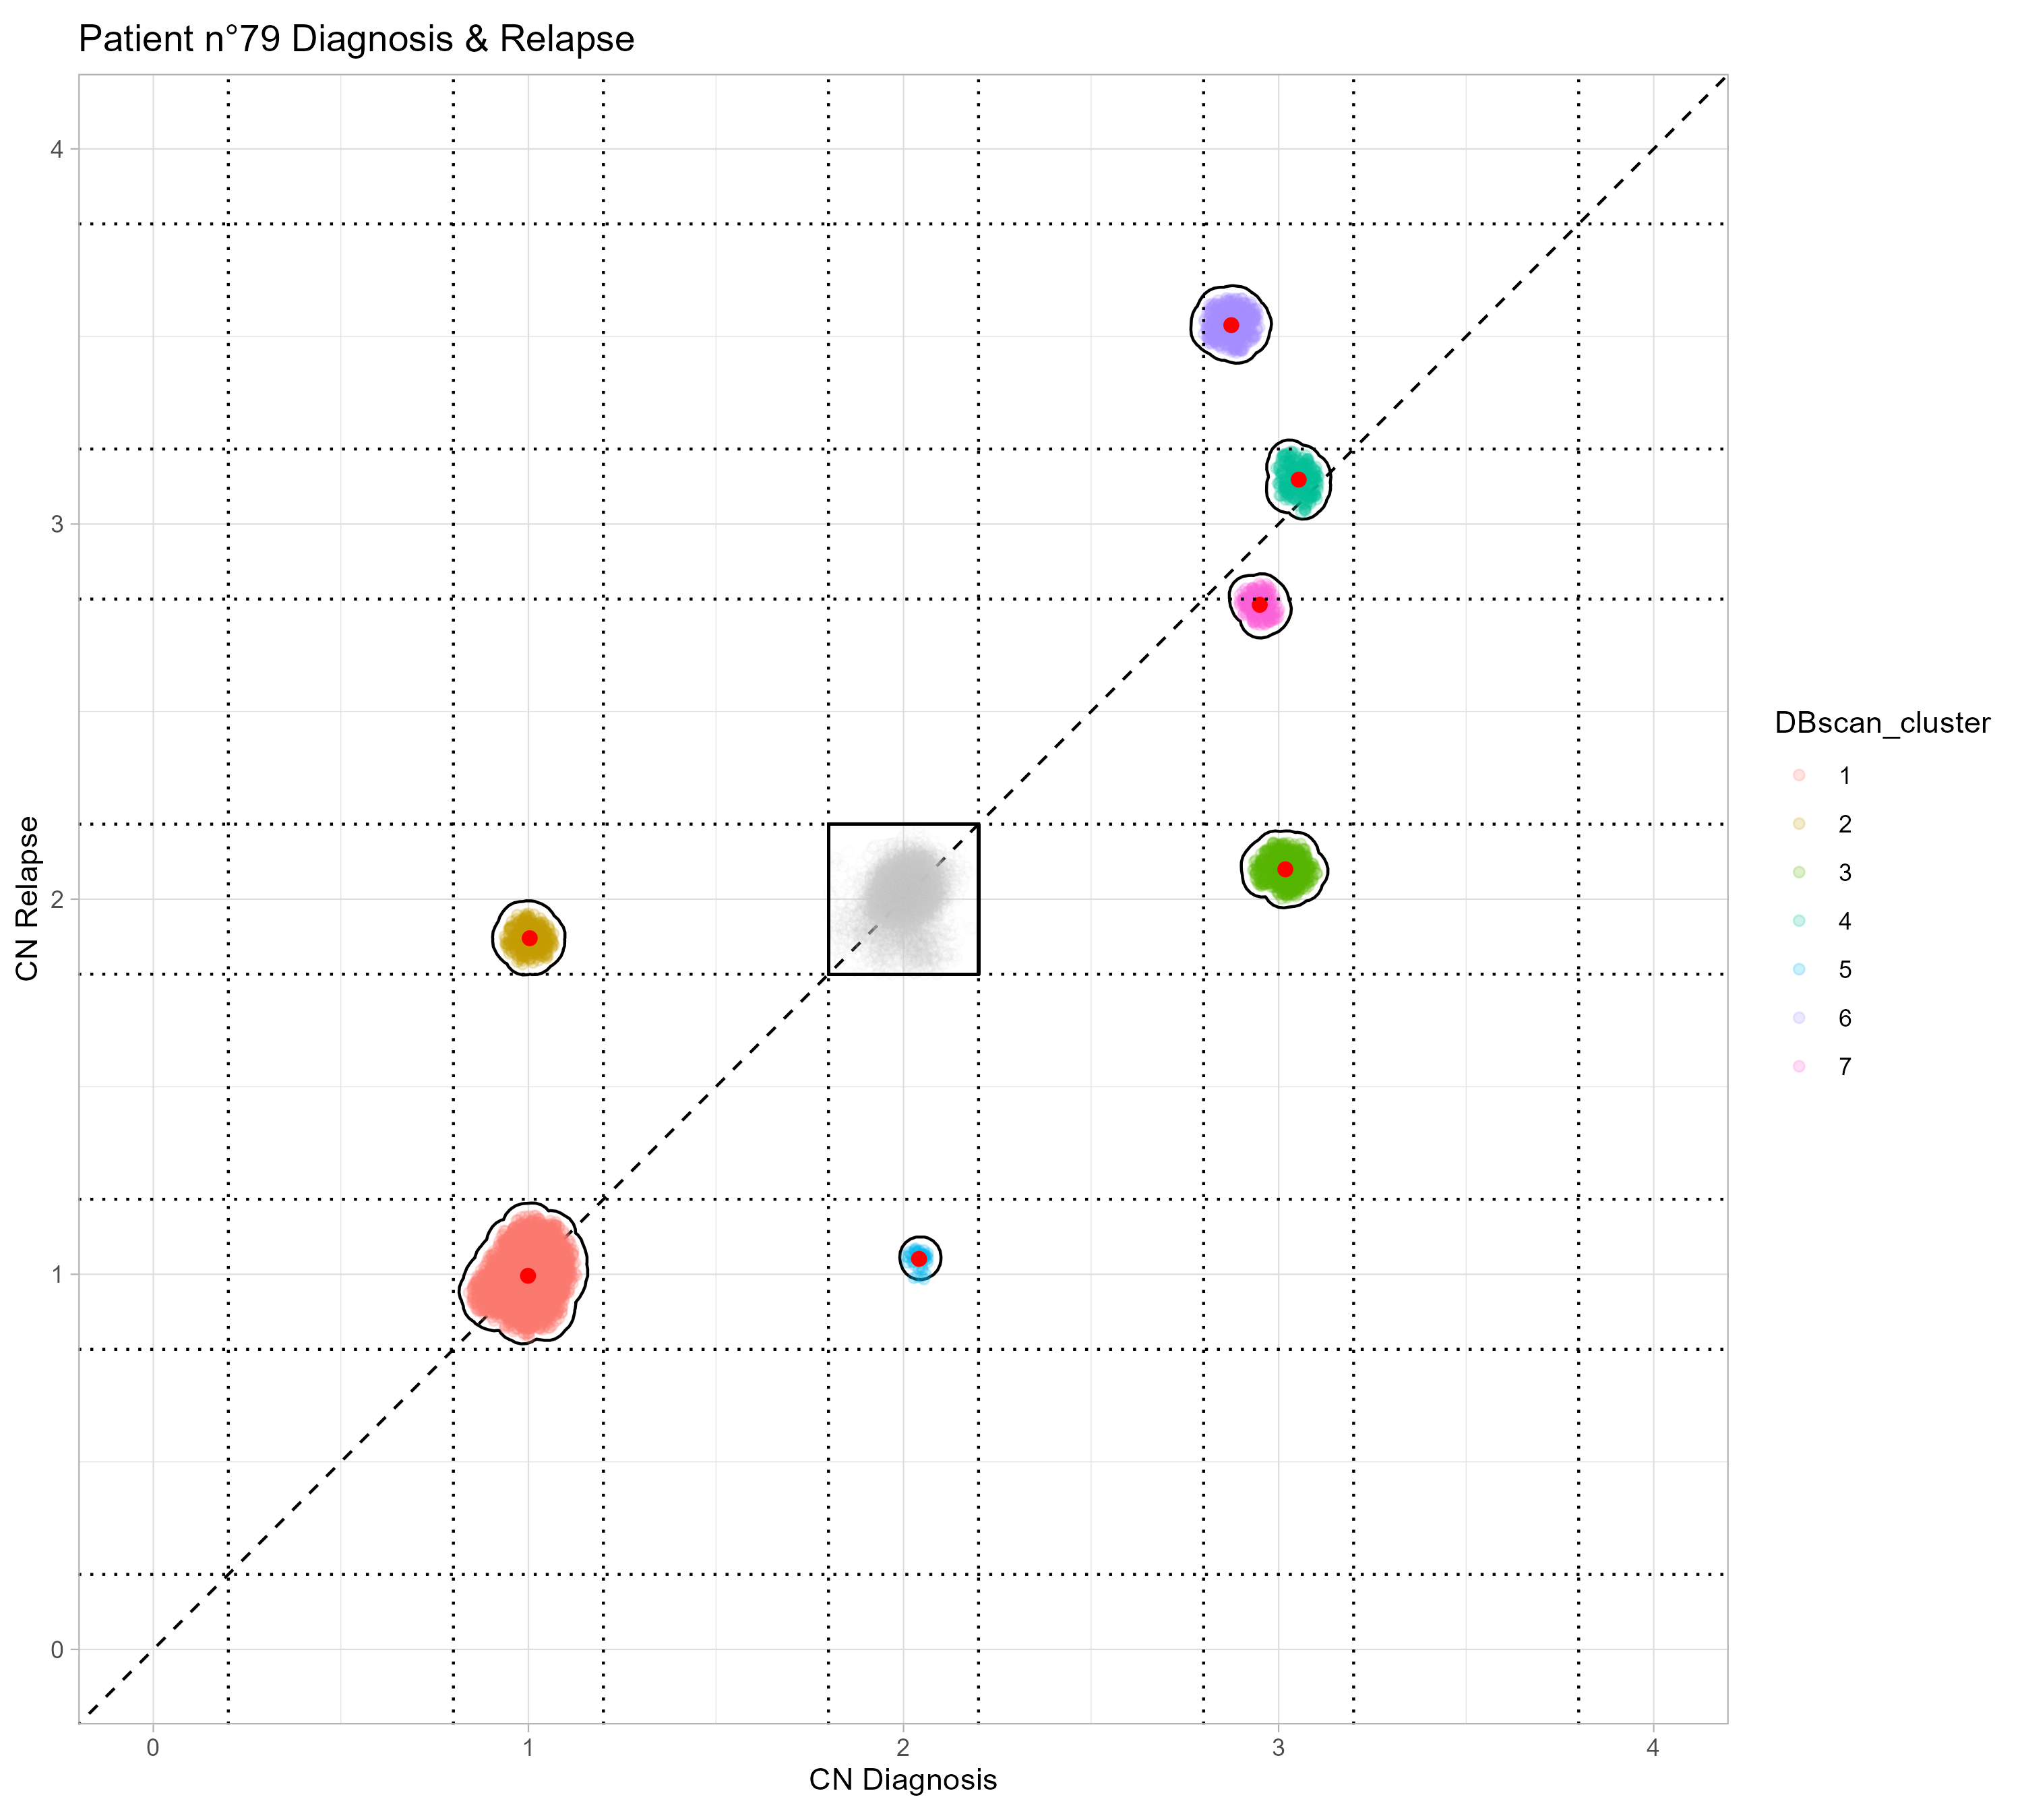 Patient n°79 Diagnosis & Relapse
4
3
2
1
0
CN Relapse
0 1 2 3 4
CN Diagnosis
DBscan_cluster
1
2
3
4
5
6
7